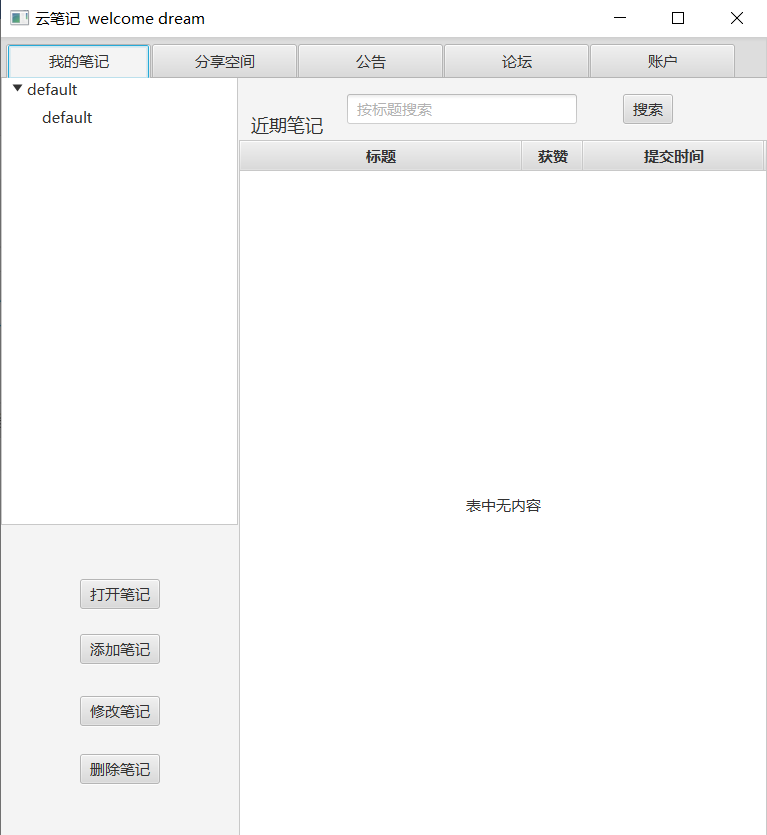 云笔记 welcome dream
我的笔记 分享空间 公告 论坛 账户
default
default
近期笔记 按标题搜索 搜索
标题 获赞 提交时间
表中无内容
打开笔记
添加笔记
修改笔记
删除笔记